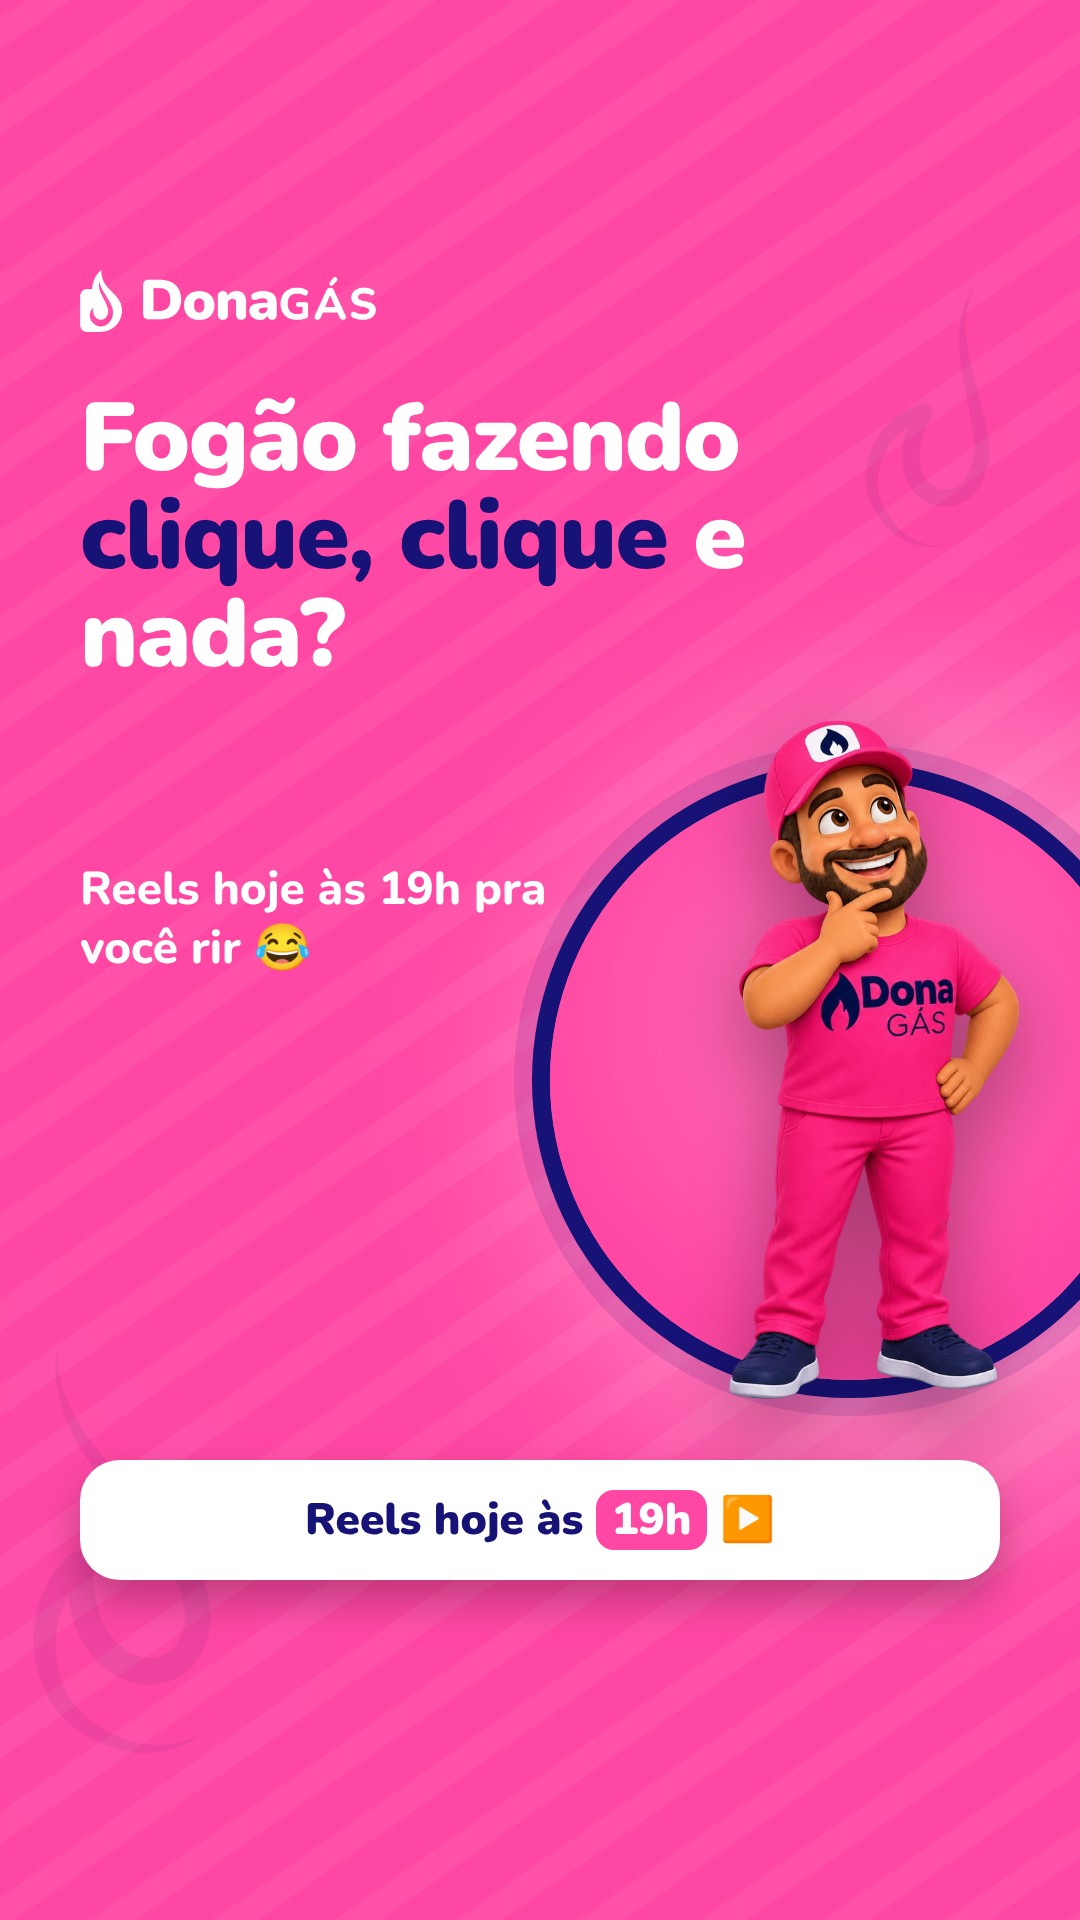 DonaGÁS
Fogão fazendo
clique, clique e
nada?
Reels hoje às 19h pra
você rir 😂
Dona
GÁS
Reels hoje às 19h ▶️